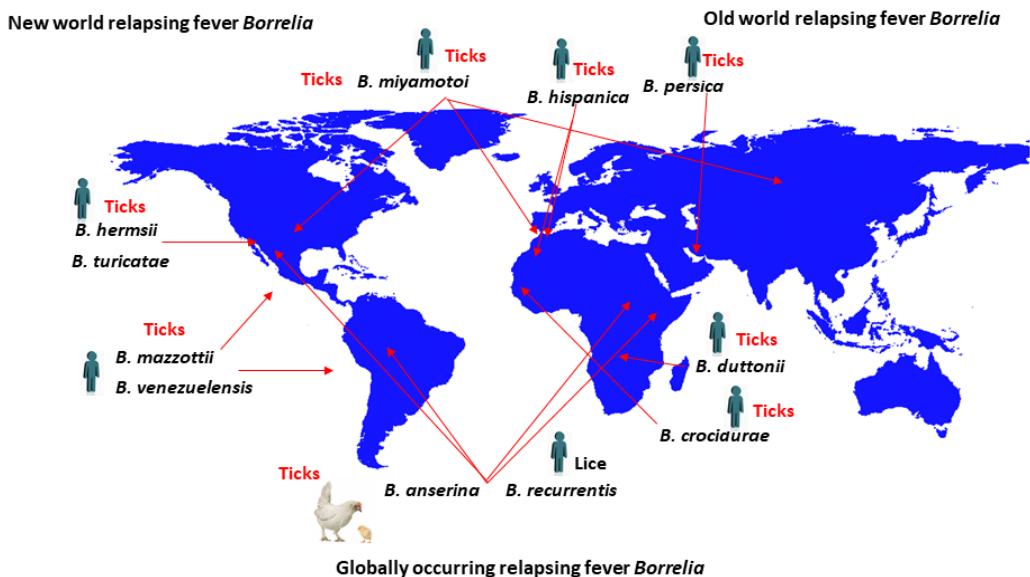 New world relapsing fever Borrelia
Old world relapsing fever Borrelia
Ticks
Ticks
B. miyamotoi
Ticks
B. hispanica
Ticks
B. persica
Ticks
B. hermsii
B. turicatae
Ticks
B. mazzottii
B. venezuelensis
Ticks
B. duttonii
Ticks
B. crocidurae
Ticks
Lice
B. anserina
B. recurrentis
Globally occurring relapsing fever Borrelia